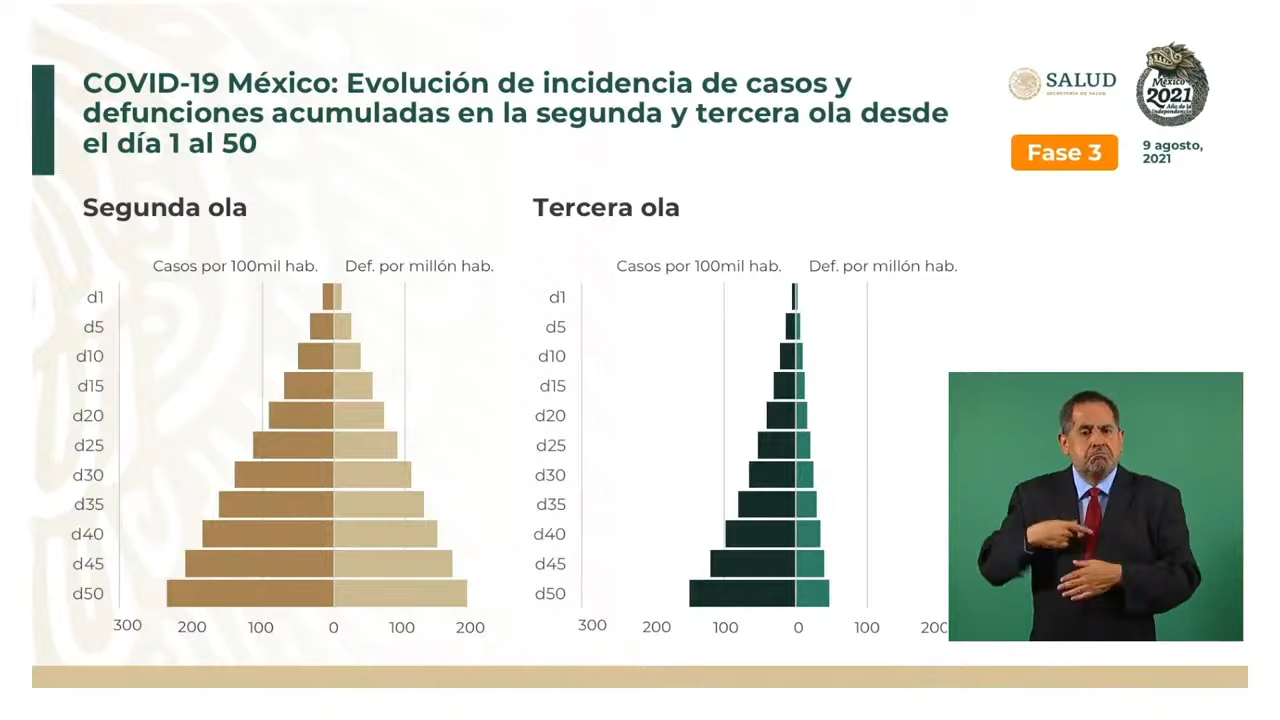 COVID-19 México: Evolución de incidencia de casos y
defunciones acumuladas en la segunda y tercera ola desde
el día 1 al 50
SALUD
SECRETARÍA DE SALUD
México
2021
Año de la
Independencia
Fase 3
9 agosto,
2021
Segunda ola
Casos por 100mil hab.
Def. por millón hab.
d1
d5
d10
d15
d20
d25
d30
d35
d40
d45
d50
300 200 100 0 100 200
Tercera ola
Casos por 100mil hab.
Def. por millón hab.
d1
d5
d10
d15
d20
d25
d30
d35
d40
d45
d50
300 200 100 0 100 200